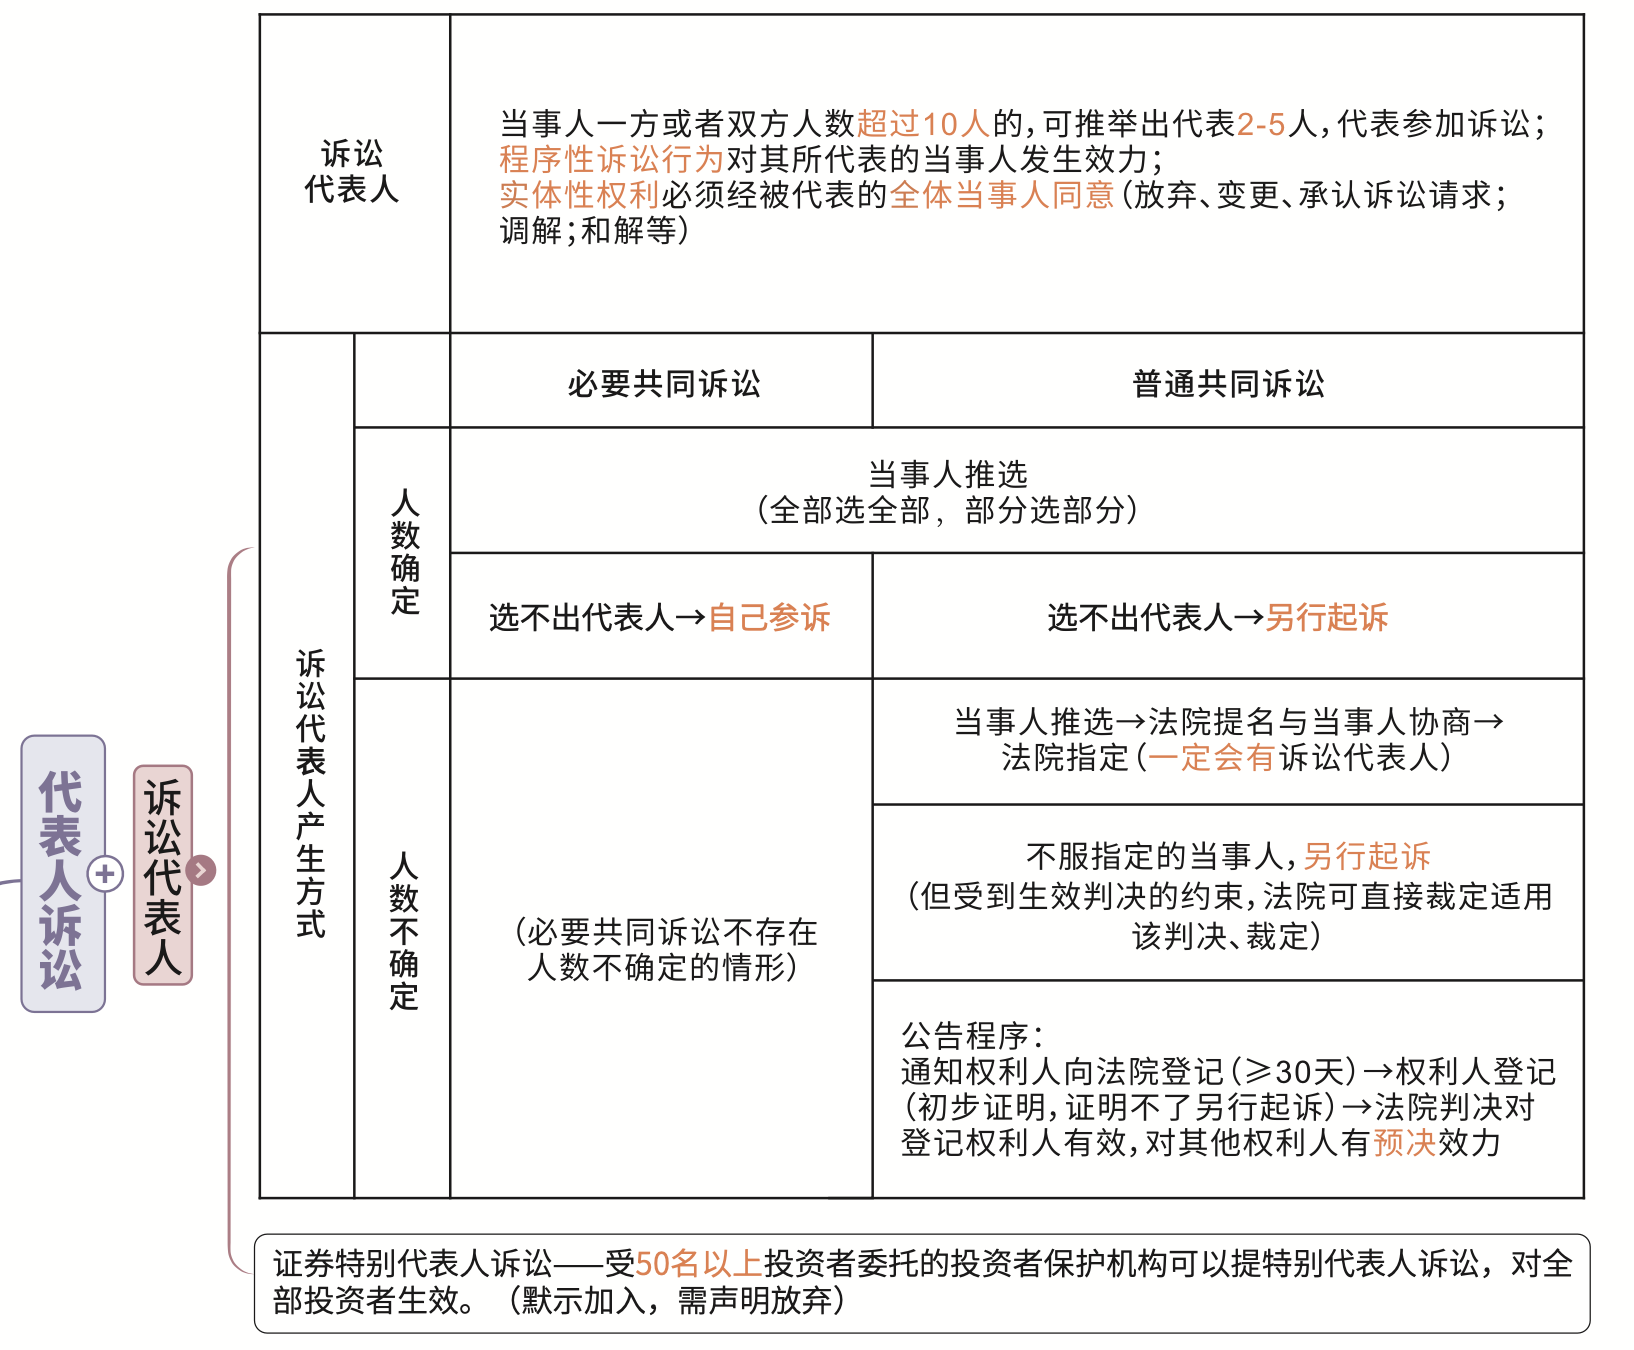 代表人诉讼
诉讼代表人
诉讼
代表人
当事人一方或者双方人数超过10人的，可推举出代表2-5人，代表参加诉讼；
程序性诉讼行为对其所代表的当事人发生效力；
实体性权利必须经被代表的全体当事人同意（放弃、变更、承认诉讼请求；
调解；和解等）
诉讼代表人产生方式
必要共同诉讼
普通共同诉讼
人数确定
当事人推选
（全部选全部，部分选部分）
选不出代表人→自己参诉
选不出代表人→另行起诉
人数不确定
（必要共同诉讼不存在
人数不确定的情形）
当事人推选→法院提名与当事人协商→
法院指定（一定会有诉讼代表人）
不服指定的当事人，另行起诉
（但受到生效判决的约束，法院可直接裁定适用
该判决、裁定）
公告程序：
通知权利人向法院登记（≥30天）→权利人登记
（初步证明，证明不了另行起诉）→法院判决对
登记权利人有效，对其他权利人有预决效力
证券特别代表人诉讼——受50名以上投资者委托的投资者保护机构可以提特别代表人诉讼，对全
部投资者生效。（默示加入，需声明放弃）